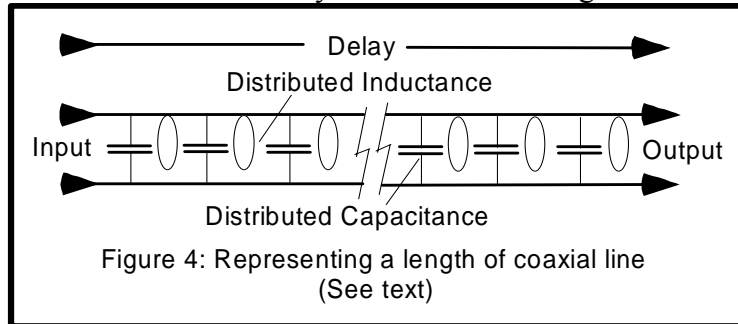 Delay
Distributed Inductance
Input
Output
Distributed Capacitance
Figure 4: Representing a length of coaxial line
(See text)